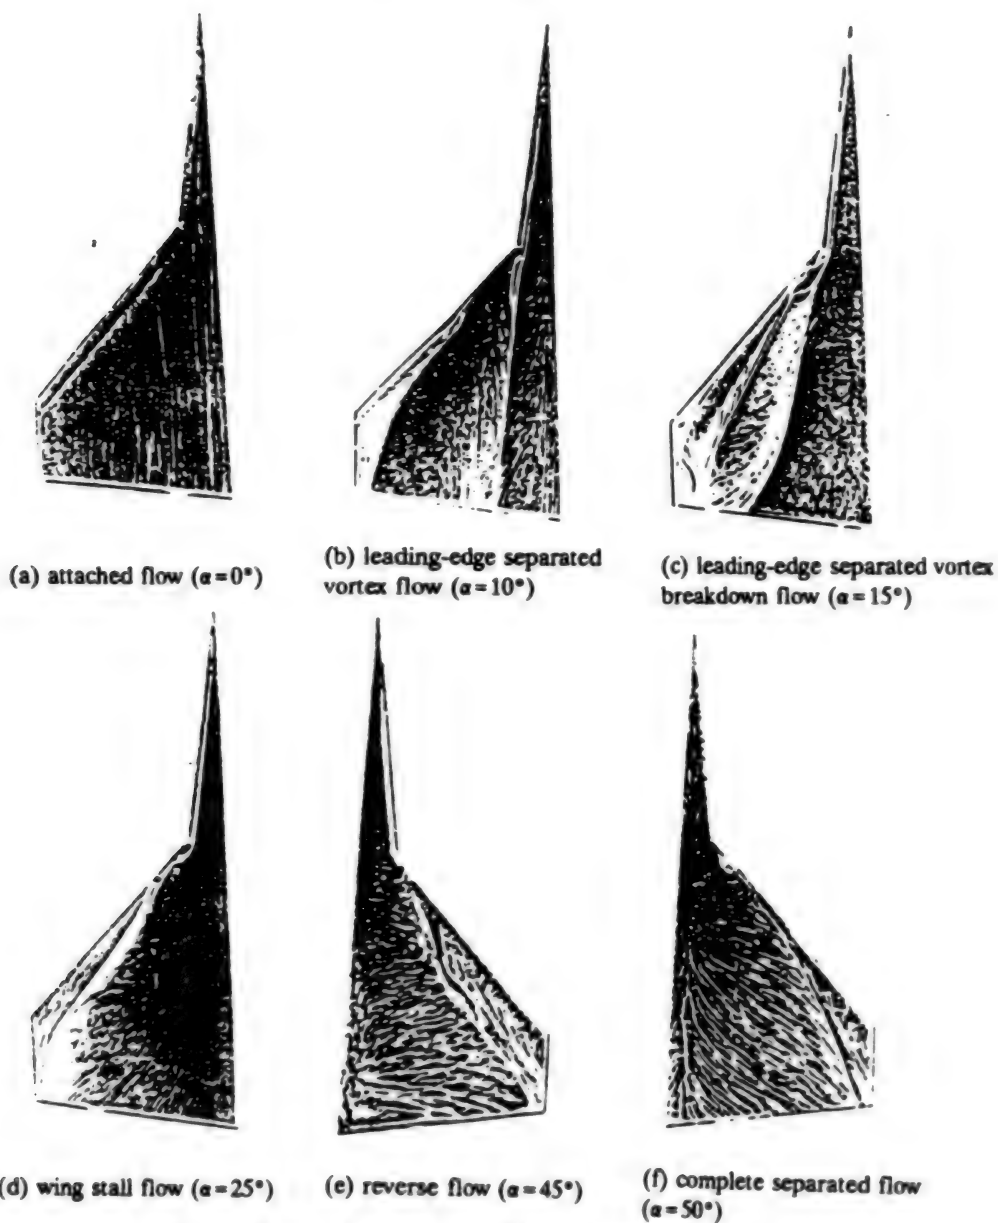 (a) attached flow (α=0°)
(b) leading-edge separated
vortex flow (α=10°)
(c) leading-edge separated vortex
breakdown flow (α=15°)
(d) wing stall flow (α=25°)
(e) reverse flow (α=45°)
(f) complete separated flow
(α=50°)